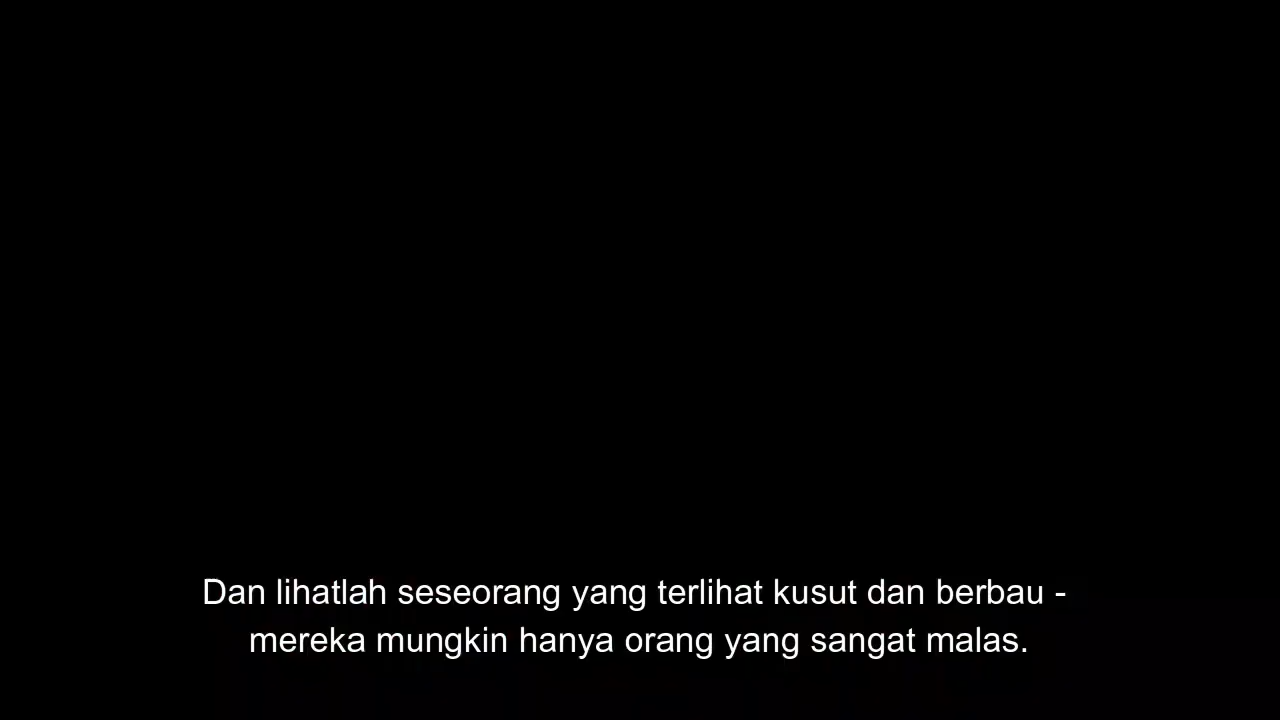 Dan lihatlah seseorang yang terlihat kusut dan berbau -
mereka mungkin hanya orang yang sangat malas.